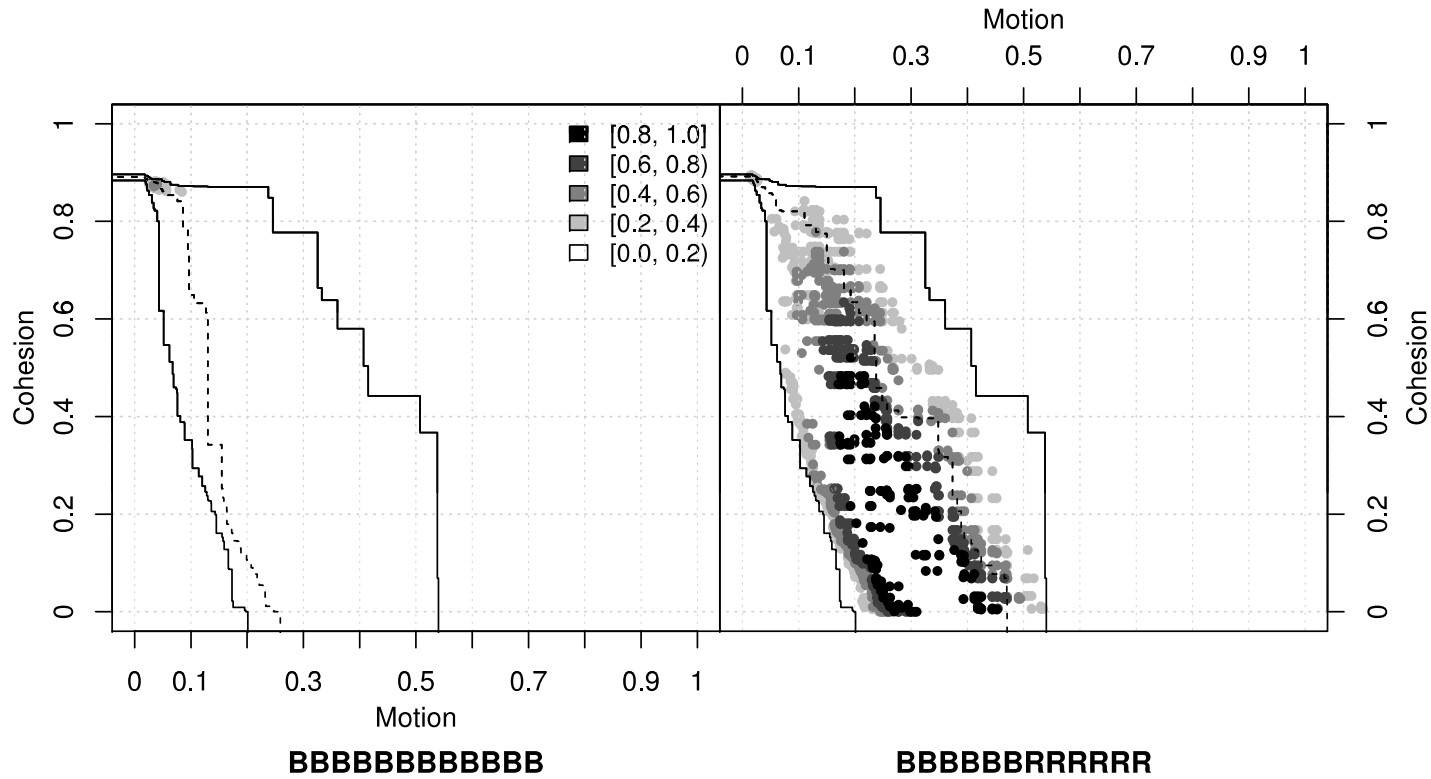 Motion
0 0.1 0.3 0.5 0.7 0.9 1
1 0.8 0.6 0.4 0.2 0
Cohesion
[0.8, 1.0]
[0.6, 0.8)
[0.4, 0.6)
[0.2, 0.4)
[0.0, 0.2)
1 0.8 0.6 0.4 0.2 0
Cohesion
0 0.1 0.3 0.5 0.7 0.9 1
Motion
BBBBBBBBBBBB BBBBBBRRRRRR